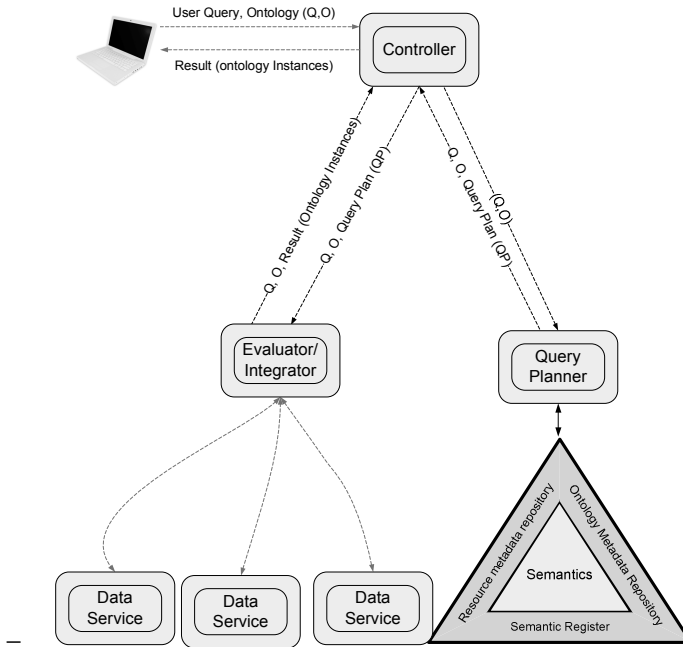 User Query, Ontology (Q,O)
Result (ontology Instances)
Controller
Q, O, Result (Ontology Instances)
Q, O, Query Plan (QP)
(Q,O)
Q, O, Query Plan (QP)
Evaluator/
Integrator
Query
Planner
Resource metadata repository
Ontology Metadata Repository
Semantics
Semantic Register
Data
Service
Data
Service
Data
Service